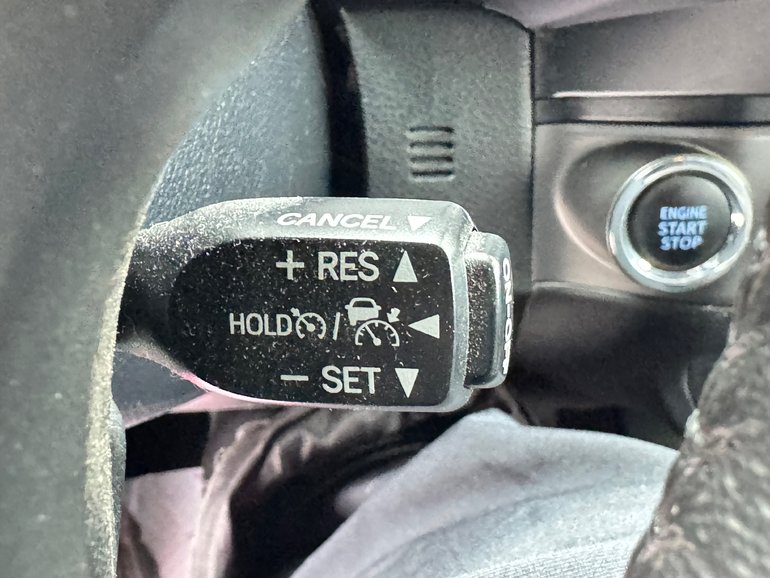 CANCEL ▼
+ RES ▲
HOLD / ◀
− SET ▼
ENGINE
START
STOP